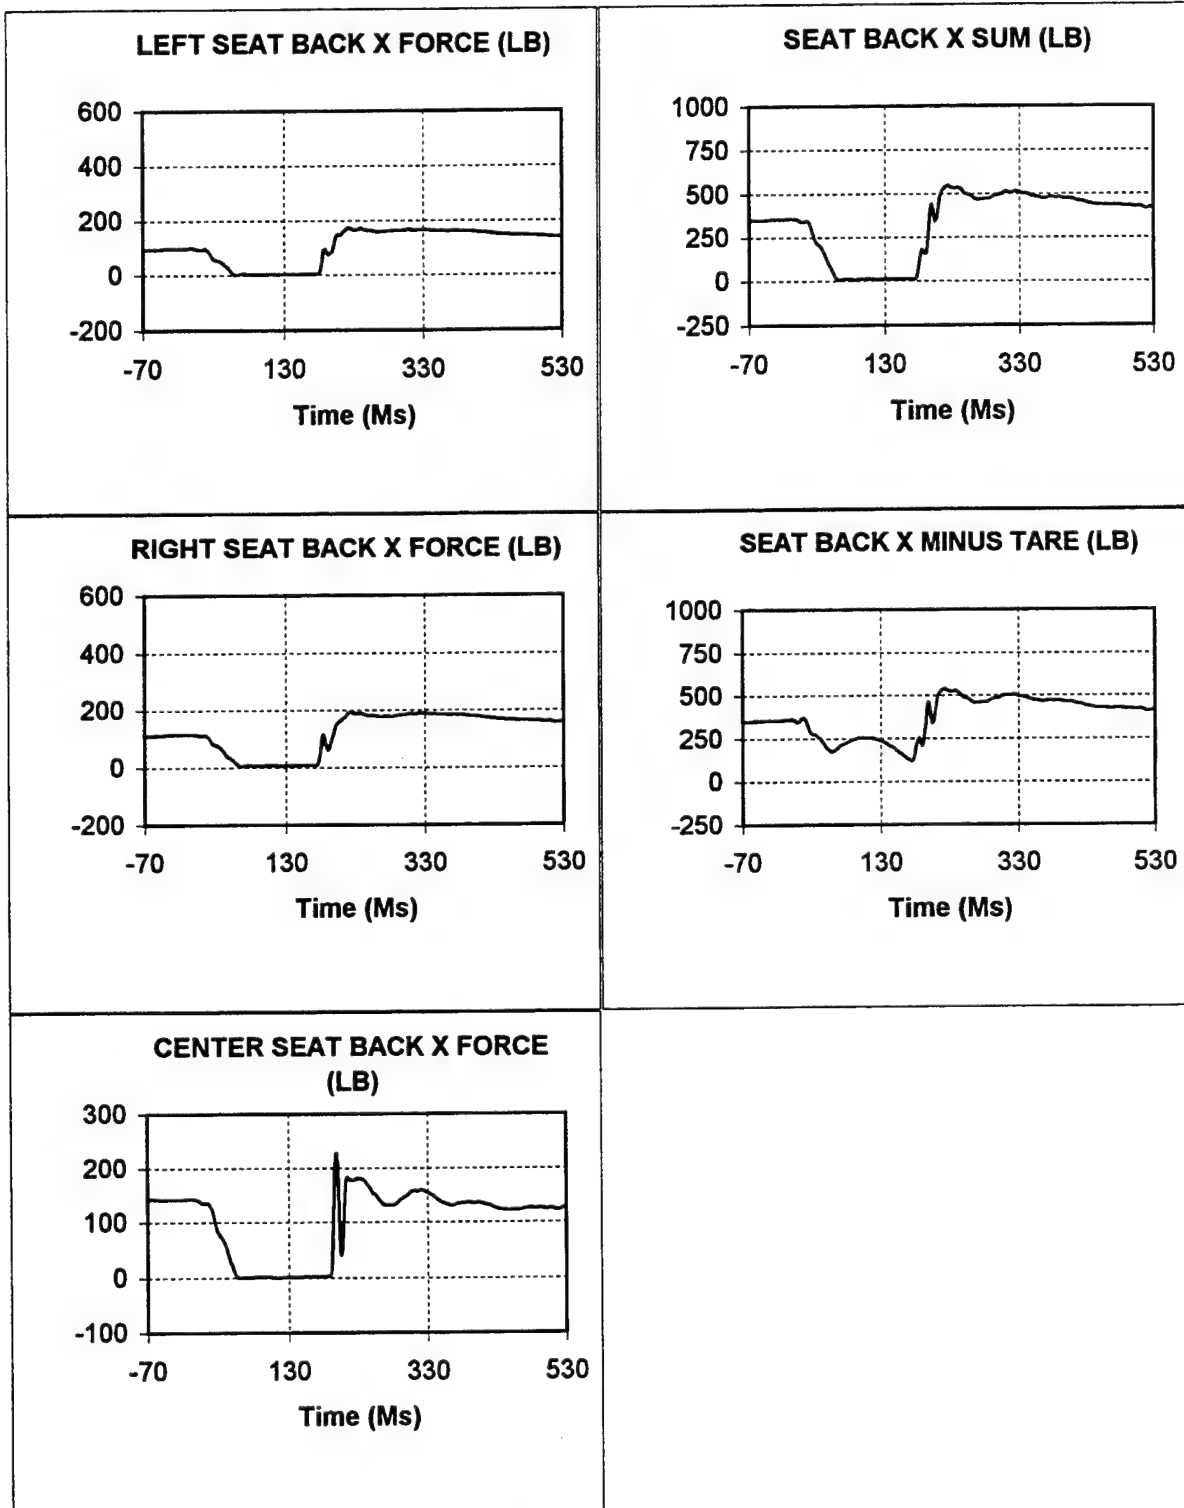 LEFT SEAT BACK X FORCE (LB)
600
400
200
0
-200
-70 130 330 530
Time (Ms)
SEAT BACK X SUM (LB)
1000
750
500
250
0
-250
-70 130 330 530
Time (Ms)
RIGHT SEAT BACK X FORCE (LB)
600
400
200
0
-200
-70 130 330 530
Time (Ms)
SEAT BACK X MINUS TARE (LB)
1000
750
500
250
0
-250
-70 130 330 530
Time (Ms)
CENTER SEAT BACK X FORCE
(LB)
300
200
100
0
-100
-70 130 330 530
Time (Ms)